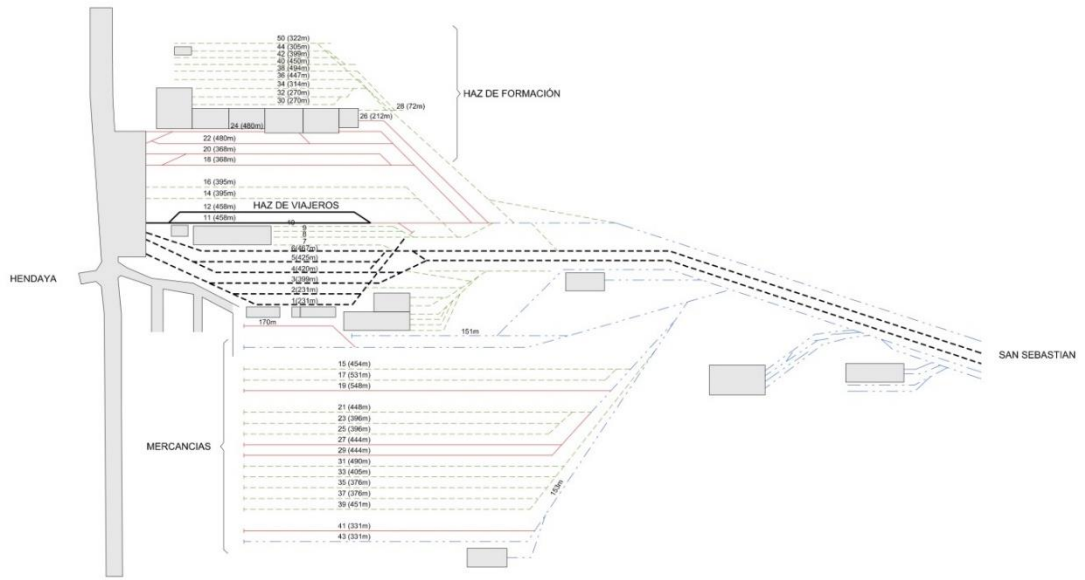 50 (322m)
44 (305m)
42 (399m)
40 (450m)
38 (494m)
36 (447m)
34 (314m)
32 (270m)
30 (270m)
HAZ DE FORMACIÓN
28 (72m)
26 (212m)
24 (480m)
22 (480m)
20 (368m)
18 (368m)
16 (395m)
14 (395m)
12 (458m)
HAZ DE VIAJEROS
11 (458m)
10
9
8
7
6(467m)
5(425m)
4(420m)
3(399m)
2(231m)
1(231m)
HENDAYA
170m
151m
SAN SEBASTIAN
15 (454m)
17 (531m)
19 (548m)
21 (448m)
23 (396m)
25 (396m)
27 (444m)
29 (444m)
31 (490m)
33 (405m)
35 (376m)
37 (376m)
39 (451m)
MERCANCIAS
153m
41 (331m)
43 (331m)